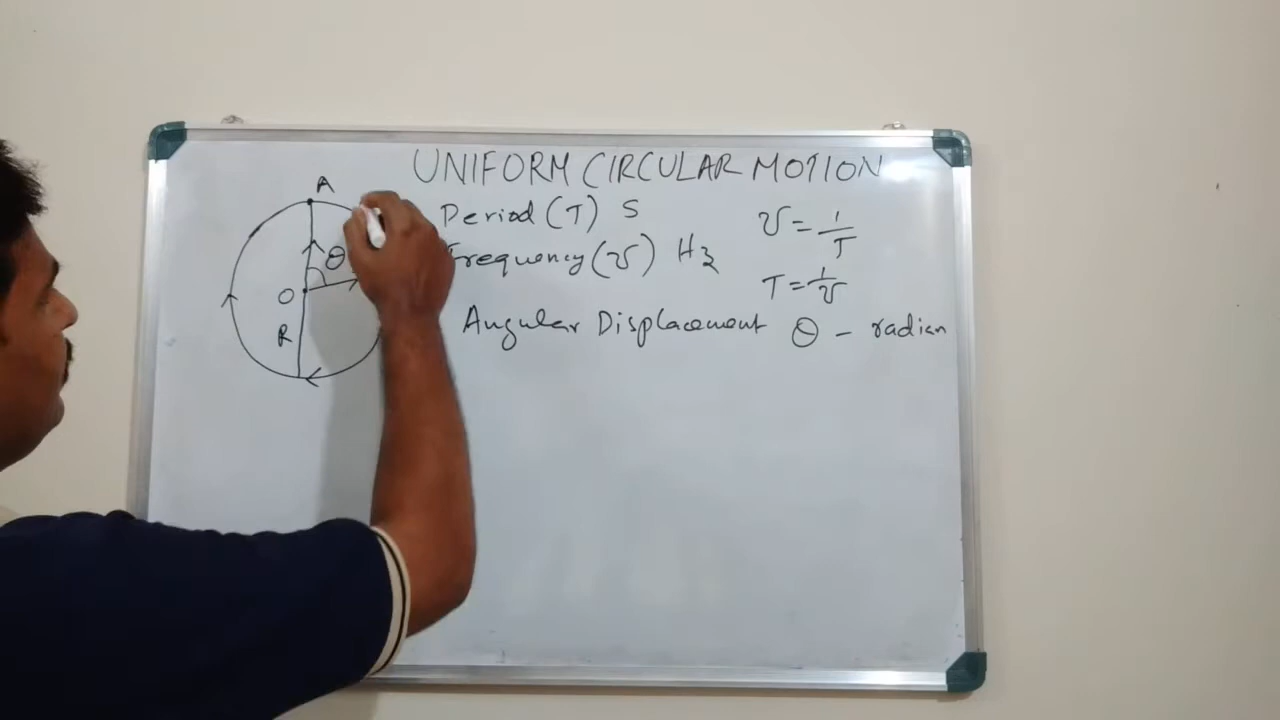 UNIFORM CIRCULAR MOTION
A
Period (T) S
υ = 1/T
Frequency (υ) Hz
θ
O
T = 1/υ
R
Angular Displacement θ – radian